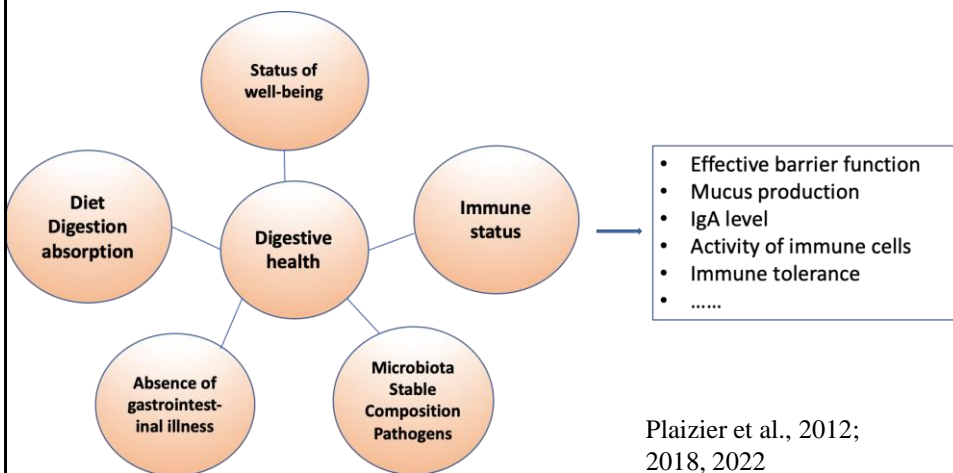 Status of
well-being
Diet
Digestion
absorption
Digestive
health
Immune
status
Absence of
gastrointest-
inal illness
Microbiota
Stable
Composition
Pathogens
• Effective barrier function
• Mucus production
• IgA level
• Activity of immune cells
• Immune tolerance
• ......
Plaizier et al., 2012;
2018, 2022